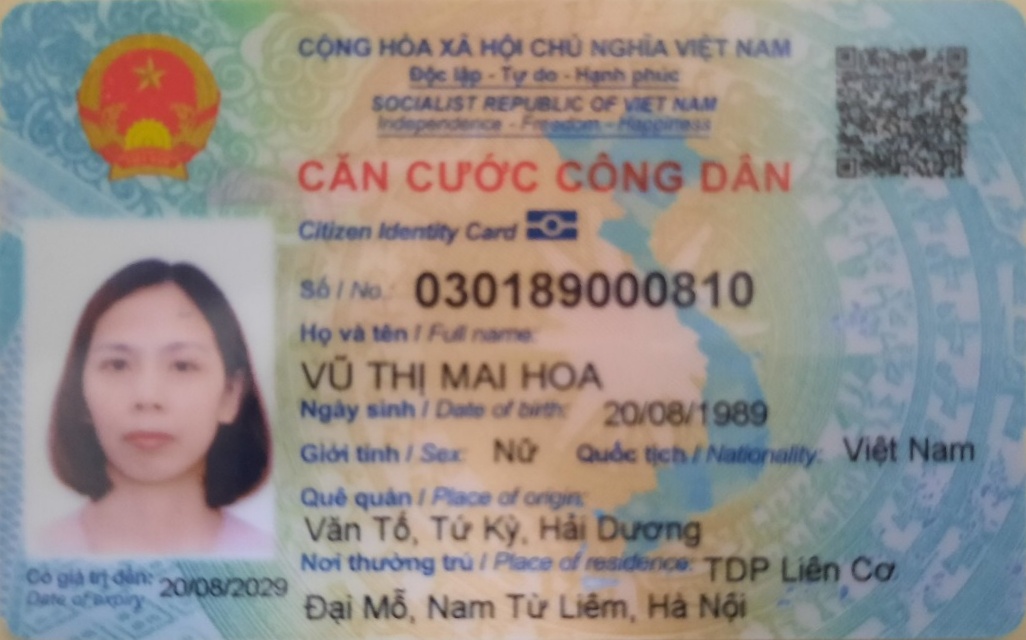 CỘNG HÒA XÃ HỘI CHỦ NGHĨA VIỆT NAM
Độc lập - Tự do - Hạnh phúc
SOCIALIST REPUBLIC OF VIET NAM
Independence - Freedom - Happiness
CĂN CƯỚC CÔNG DÂN
Citizen Identity Card
Số / No.: 030189000810
Họ và tên / Full name:
VŨ THỊ MAI HOA
Ngày sinh / Date of birth: 20/08/1989
Giới tính / Sex: Nữ Quốc tịch / Nationality: Việt Nam
Quê quán / Place of origin:
Văn Tố, Tứ Kỳ, Hải Dương
Nơi thường trú / Place of residence: TDP Liên Cơ
Đại Mỗ, Nam Từ Liêm, Hà Nội
Có giá trị đến: 20/08/2029
Date of expiry